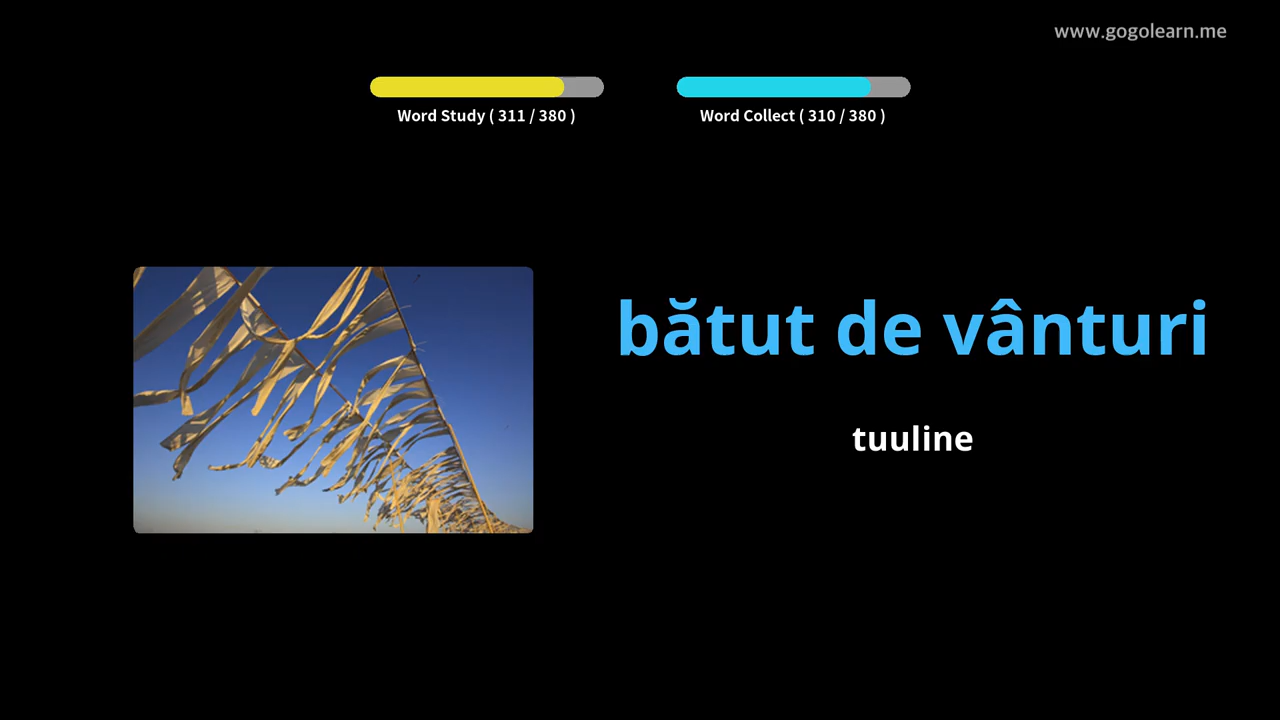 www.gogolearn.me
Word Study ( 311 / 380 )
Word Collect ( 310 / 380 )
bătut de vânturi
tuuline